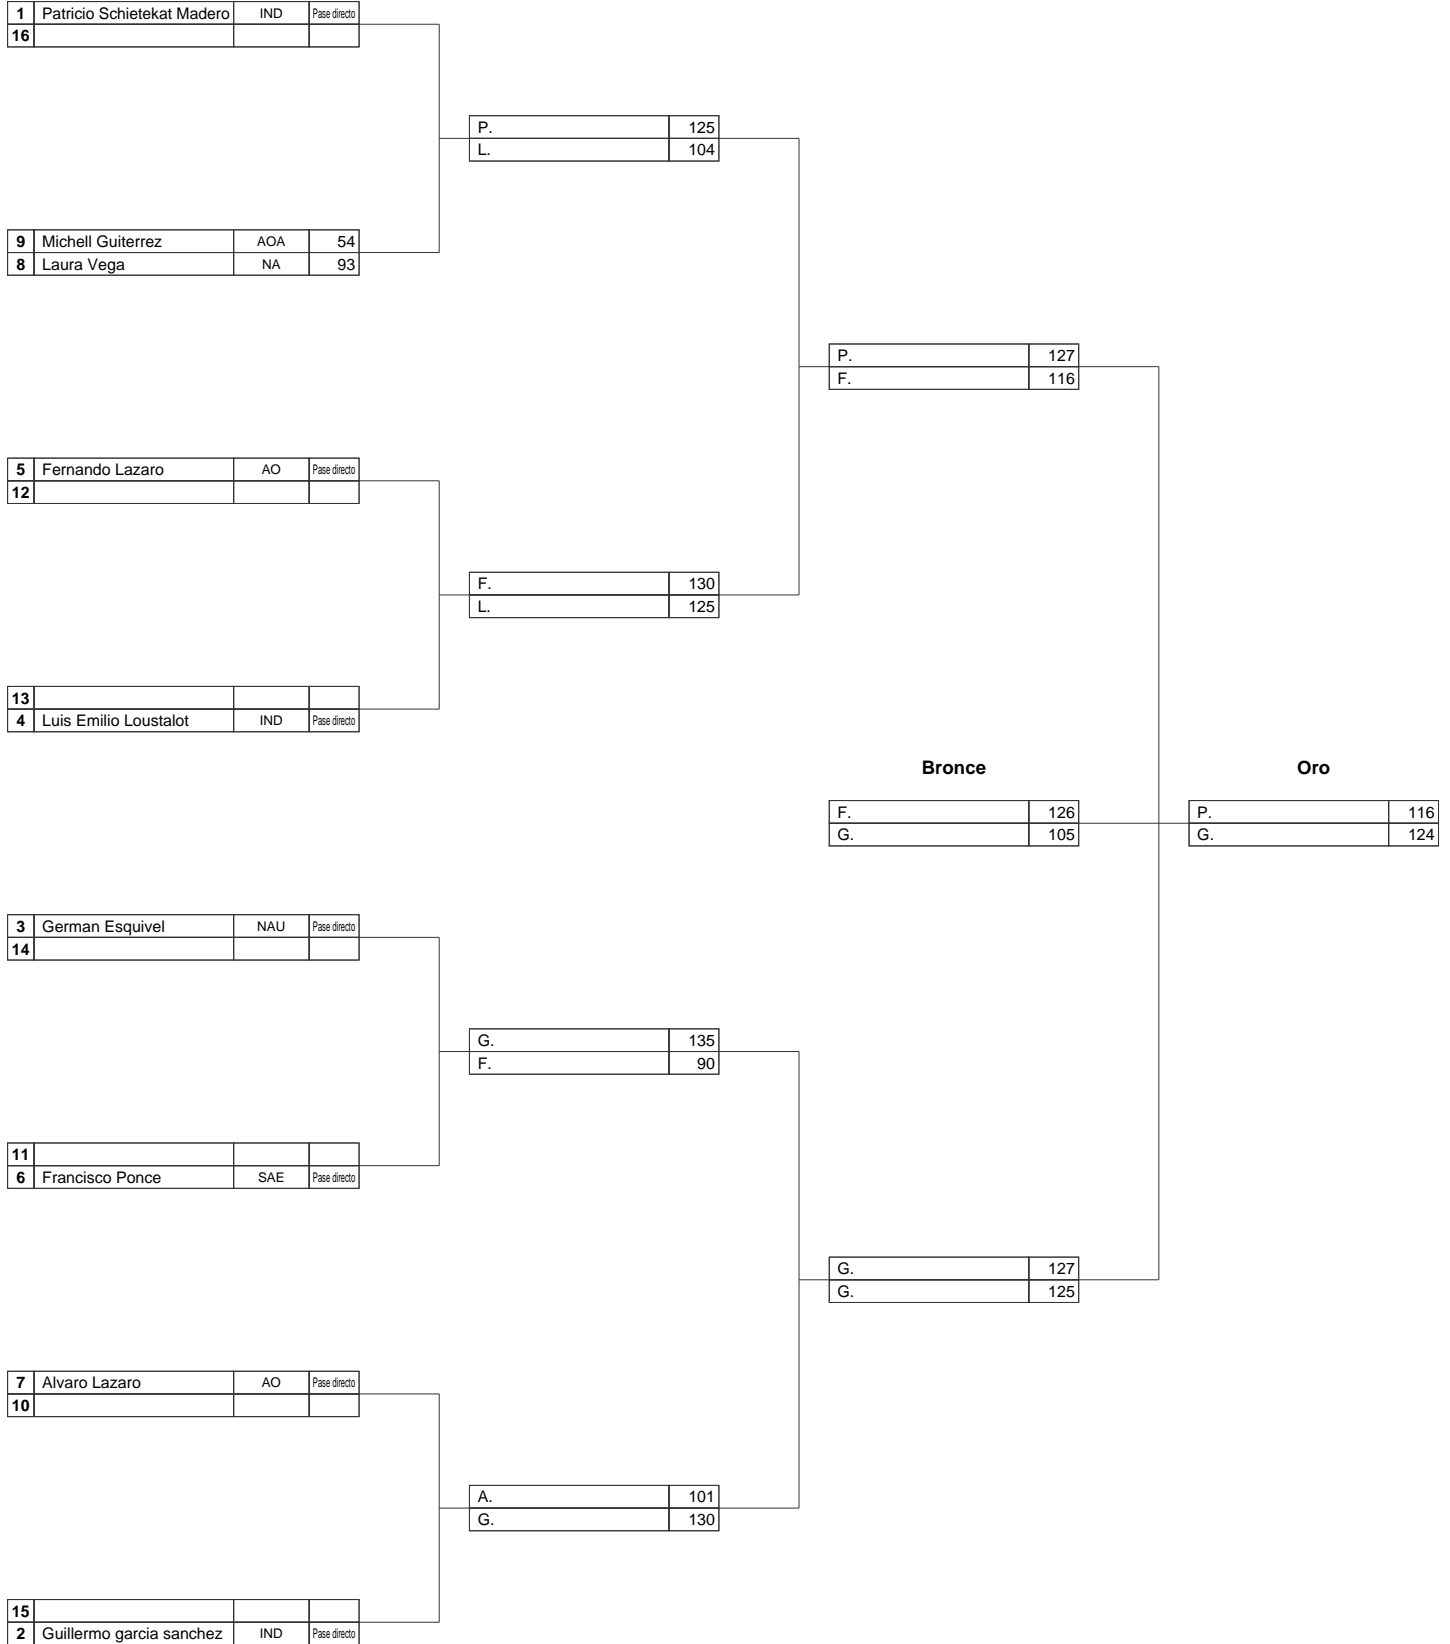 1 Patricio Schietekat Madero IND Pase directo
16
P. 125
L. 104
9 Michell Guiterrez AOA 54
8 Laura Vega NA 93
P. 127
F. 116
5 Fernando Lazaro AO Pase directo
12
F. 130
L. 125
13
4 Luis Emilio Loustalot IND Pase directo
Bronce Oro
F. 126 P. 116
G. 105 G. 124
3 German Esquivel NAU Pase directo
14
G. 135
F. 90
11
6 Francisco Ponce SAE Pase directo
G. 127
G. 125
7 Alvaro Lazaro AO Pase directo
10
A. 101
G. 130
15
2 Guillermo garcia sanchez IND Pase directo